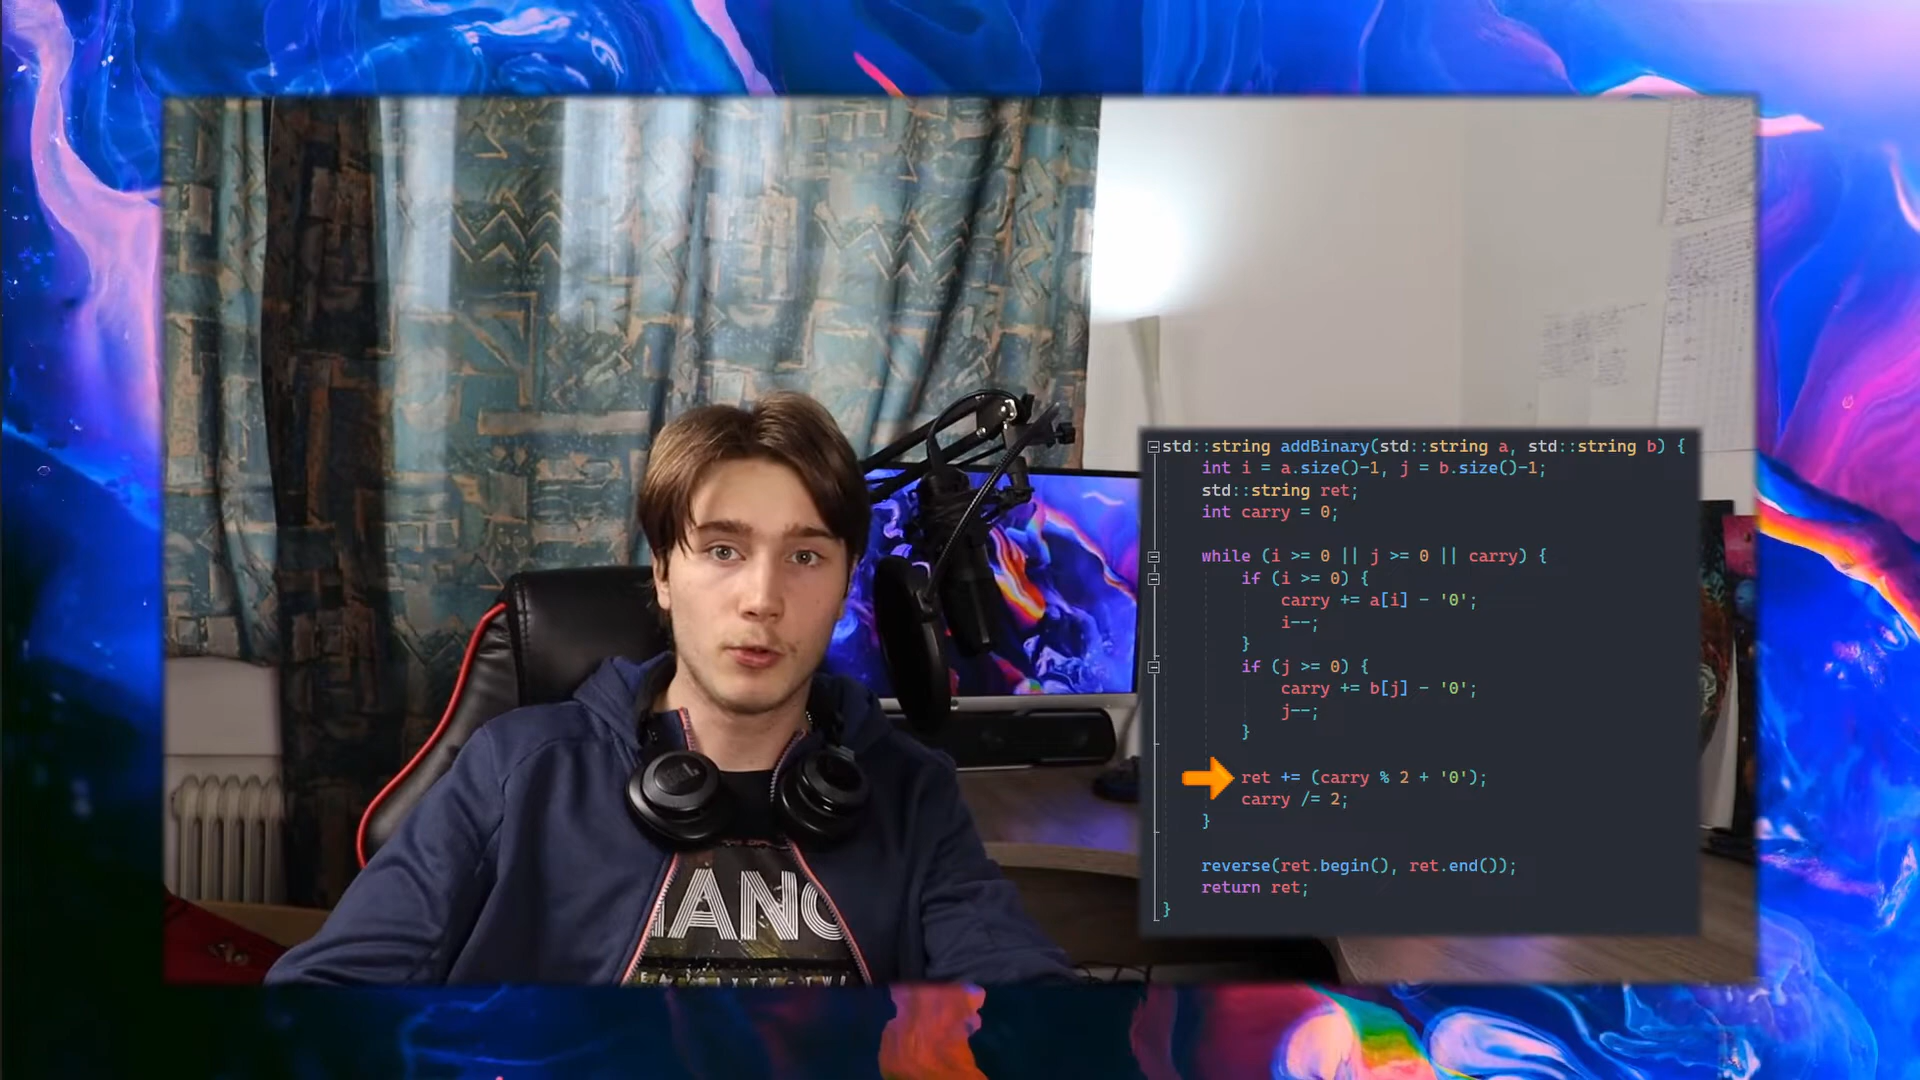 std::string addBinary(std::string a, std::string b) {
int i = a.size()-1, j = b.size()-1;
std::string ret;
int carry = 0;
while (i >= 0 || j >= 0 || carry) {
if (i >= 0) {
carry += a[i] - '0';
i--;
}
if (j >= 0) {
carry += b[j] - '0';
j--;
}
ret += (carry % 2 + '0');
carry /= 2;
}
reverse(ret.begin(), ret.end());
return ret;
}
IANG